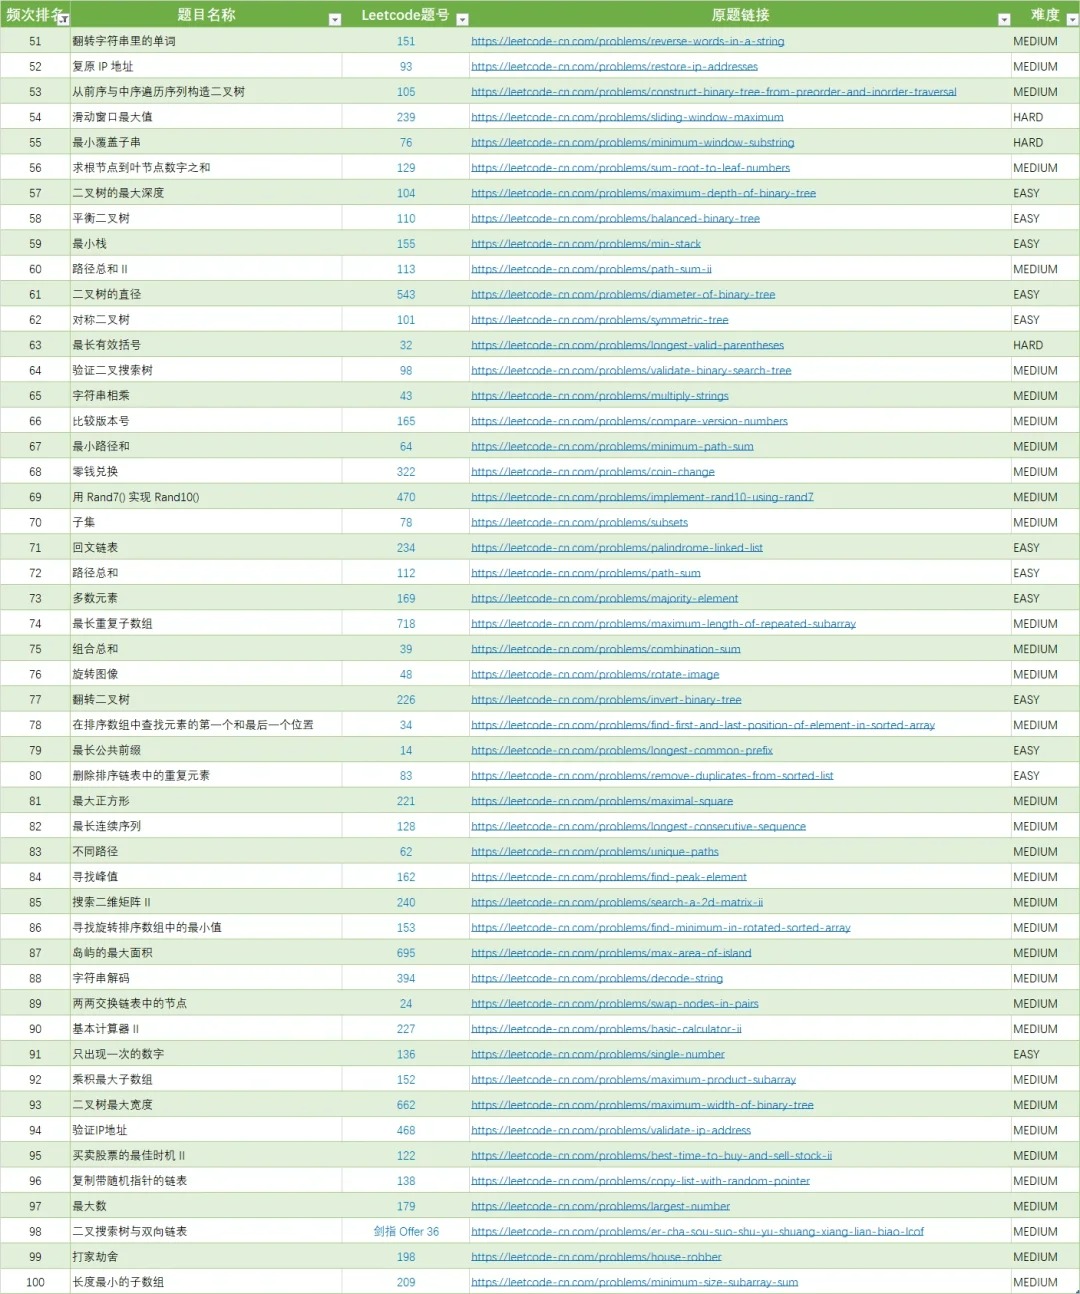 频次排名 题目名称 Leetcode题号 原题链接 难度
51 翻转字符串里的单词 151 https://leetcode-cn.com/problems/reverse-words-in-a-string MEDIUM
52 复原 IP 地址 93 https://leetcode-cn.com/problems/restore-ip-addresses MEDIUM
53 从前序与中序遍历序列构造二叉树 105 https://leetcode-cn.com/problems/construct-binary-tree-from-preorder-and-inorder-traversal MEDIUM
54 滑动窗口最大值 239 https://leetcode-cn.com/problems/sliding-window-maximum HARD
55 最小覆盖子串 76 https://leetcode-cn.com/problems/minimum-window-substring HARD
56 求根节点到叶节点数字之和 129 https://leetcode-cn.com/problems/sum-root-to-leaf-numbers MEDIUM
57 二叉树的最大深度 104 https://leetcode-cn.com/problems/maximum-depth-of-binary-tree EASY
58 平衡二叉树 110 https://leetcode-cn.com/problems/balanced-binary-tree EASY
59 最小栈 155 https://leetcode-cn.com/problems/min-stack EASY
60 路径总和 II 113 https://leetcode-cn.com/problems/path-sum-ii MEDIUM
61 二叉树的直径 543 https://leetcode-cn.com/problems/diameter-of-binary-tree EASY
62 对称二叉树 101 https://leetcode-cn.com/problems/symmetric-tree EASY
63 最长有效括号 32 https://leetcode-cn.com/problems/longest-valid-parentheses HARD
64 验证二叉搜索树 98 https://leetcode-cn.com/problems/validate-binary-search-tree MEDIUM
65 字符串相乘 43 https://leetcode-cn.com/problems/multiply-strings MEDIUM
66 比较版本号 165 https://leetcode-cn.com/problems/compare-version-numbers MEDIUM
67 最小路径和 64 https://leetcode-cn.com/problems/minimum-path-sum MEDIUM
68 零钱兑换 322 https://leetcode-cn.com/problems/coin-change MEDIUM
69 用 Rand7() 实现 Rand10() 470 https://leetcode-cn.com/problems/implement-rand10-using-rand7 MEDIUM
70 子集 78 https://leetcode-cn.com/problems/subsets MEDIUM
71 回文链表 234 https://leetcode-cn.com/problems/palindrome-linked-list EASY
72 路径总和 112 https://leetcode-cn.com/problems/path-sum EASY
73 多数元素 169 https://leetcode-cn.com/problems/majority-element EASY
74 最长重复子数组 718 https://leetcode-cn.com/problems/maximum-length-of-repeated-subarray MEDIUM
75 组合总和 39 https://leetcode-cn.com/problems/combination-sum MEDIUM
76 旋转图像 48 https://leetcode-cn.com/problems/rotate-image MEDIUM
77 翻转二叉树 226 https://leetcode-cn.com/problems/invert-binary-tree EASY
78 在排序数组中查找元素的第一个和最后一个位置 34 https://leetcode-cn.com/problems/find-first-and-last-position-of-element-in-sorted-array MEDIUM
79 最长公共前缀 14 https://leetcode-cn.com/problems/longest-common-prefix EASY
80 删除排序链表中的重复元素 83 https://leetcode-cn.com/problems/remove-duplicates-from-sorted-list EASY
81 最大正方形 221 https://leetcode-cn.com/problems/maximal-square MEDIUM
82 最长连续序列 128 https://leetcode-cn.com/problems/longest-consecutive-sequence MEDIUM
83 不同路径 62 https://leetcode-cn.com/problems/unique-paths MEDIUM
84 寻找峰值 162 https://leetcode-cn.com/problems/find-peak-element MEDIUM
85 搜索二维矩阵 II 240 https://leetcode-cn.com/problems/search-a-2d-matrix-ii MEDIUM
86 寻找旋转排序数组中的最小值 153 https://leetcode-cn.com/problems/find-minimum-in-rotated-sorted-array MEDIUM
87 岛屿的最大面积 695 https://leetcode-cn.com/problems/max-area-of-island MEDIUM
88 字符串解码 394 https://leetcode-cn.com/problems/decode-string MEDIUM
89 两两交换链表中的节点 24 https://leetcode-cn.com/problems/swap-nodes-in-pairs MEDIUM
90 基本计算器 II 227 https://leetcode-cn.com/problems/basic-calculator-ii MEDIUM
91 只出现一次的数字 136 https://leetcode-cn.com/problems/single-number EASY
92 乘积最大子数组 152 https://leetcode-cn.com/problems/maximum-product-subarray MEDIUM
93 二叉树最大宽度 662 https://leetcode-cn.com/problems/maximum-width-of-binary-tree MEDIUM
94 验证IP地址 468 https://leetcode-cn.com/problems/validate-ip-address MEDIUM
95 买卖股票的最佳时机 II 122 https://leetcode-cn.com/problems/best-time-to-buy-and-sell-stock-ii MEDIUM
96 复制带随机指针的链表 138 https://leetcode-cn.com/problems/copy-list-with-random-pointer MEDIUM
97 最大数 179 https://leetcode-cn.com/problems/largest-number MEDIUM
98 二叉搜索树与双向链表 剑指 Offer 36 https://leetcode-cn.com/problems/er-cha-sou-suo-shu-yu-shuang-xiang-lian-biao-lcof MEDIUM
99 打家劫舍 198 https://leetcode-cn.com/problems/house-robber MEDIUM
100 长度最小的子数组 209 https://leetcode-cn.com/problems/minimum-size-subarray-sum MEDIUM